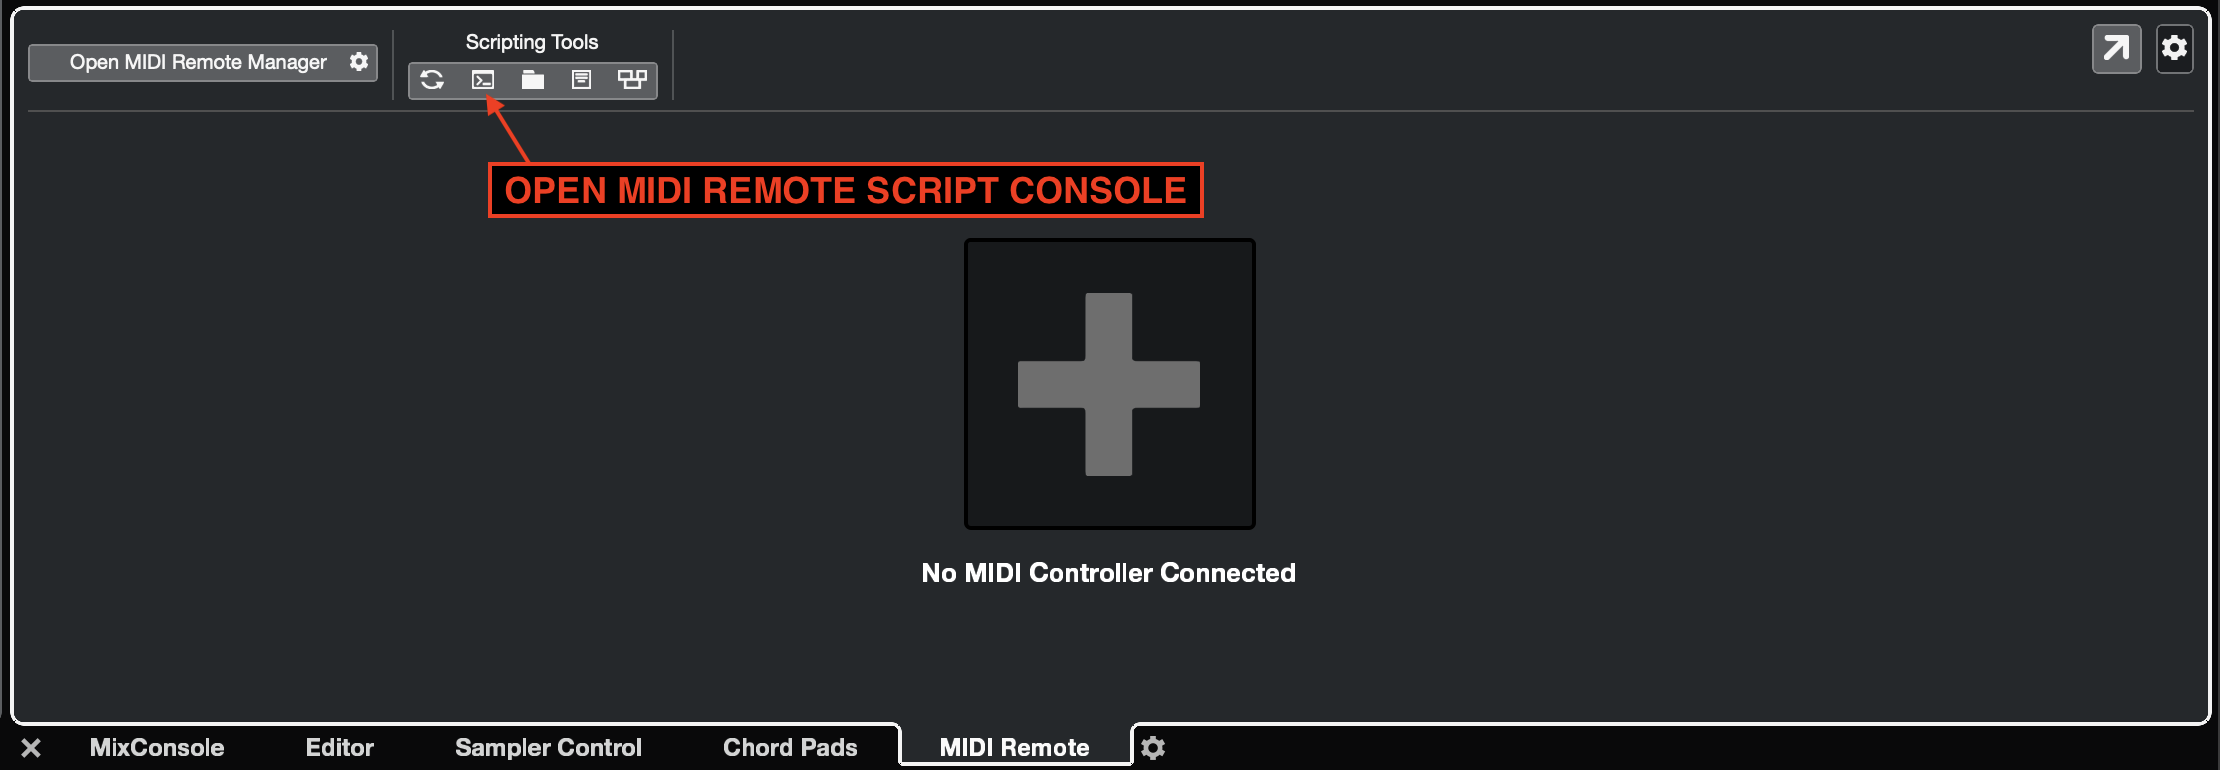 Scripting Tools
Open MIDI Remote Manager
OPEN MIDI REMOTE SCRIPT CONSOLE
No MIDI Controller Connected
MixConsole Editor Sampler Control Chord Pads MIDI Remote